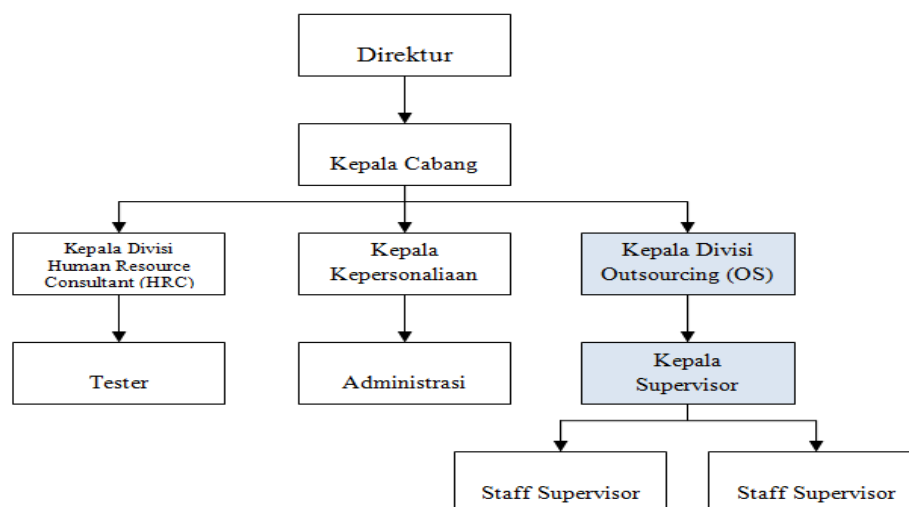 Direktur
Kepala Cabang
Kepala Divisi
Human Resource
Consultant (HRC)
Kepala
Kepersonaliaan
Kepala Divisi
Outsourcing (OS)
Tester
Administrasi
Kepala
Supervisor
Staff Supervisor
Staff Supervisor